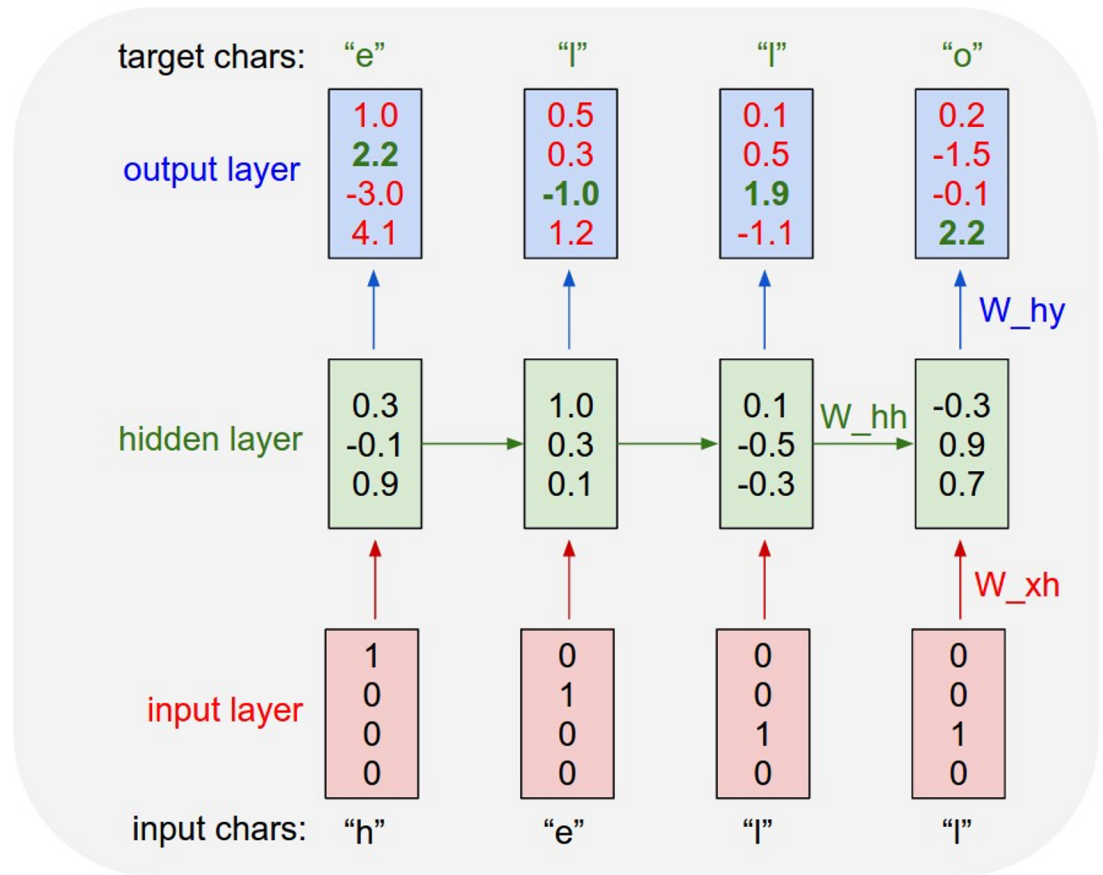 target chars: “e” “l” “l” “o”
output layer
1.0 0.5 0.1 0.2
2.2 0.3 0.5 -1.5
-3.0 -1.0 1.9 -0.1
4.1 1.2 -1.1 2.2
W_hy
hidden layer
0.3 1.0 0.1 -0.3
-0.1 0.3 -0.5 0.9
0.9 0.1 -0.3 0.7
W_hh
W_xh
input layer
1 0 0 0
0 1 0 0
0 0 1 1
0 0 0 0
input chars: “h” “e” “l” “l”